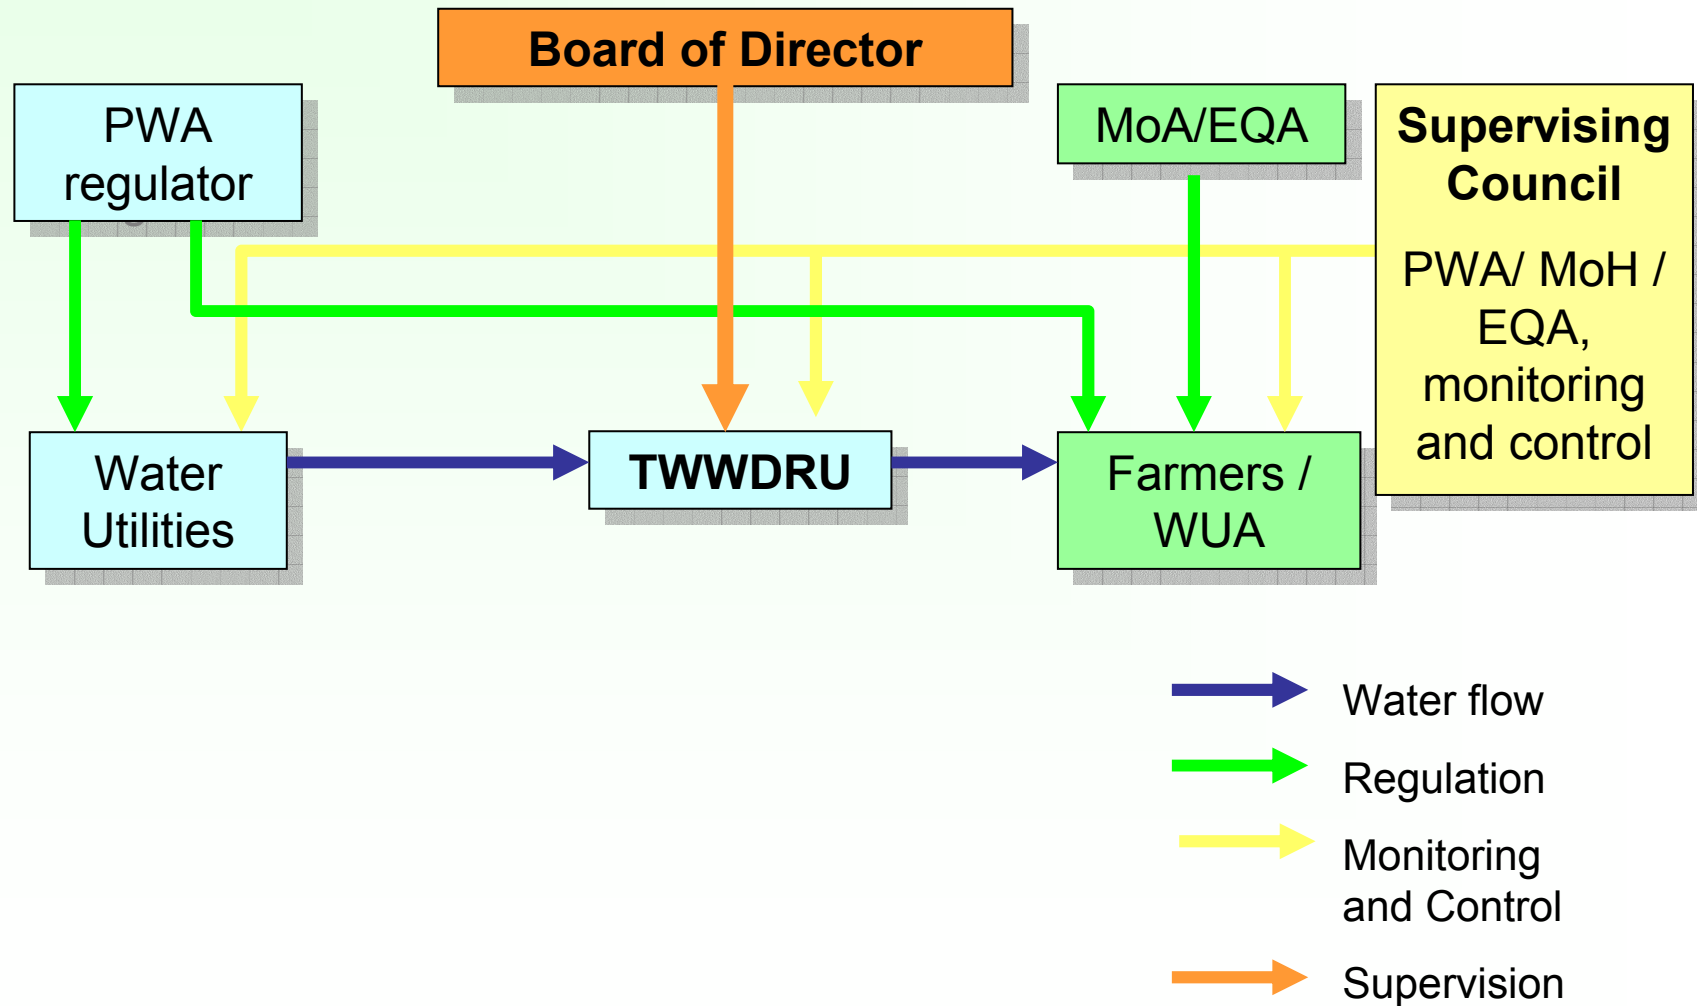 Board of Director
PWA
regulator
MoA/EQA
Supervising
Council
PWA/ MoH /
EQA,
monitoring
and control
Water
Utilities
TWWDRU
Farmers /
WUA
Water flow
Regulation
Monitoring
and Control
Supervision